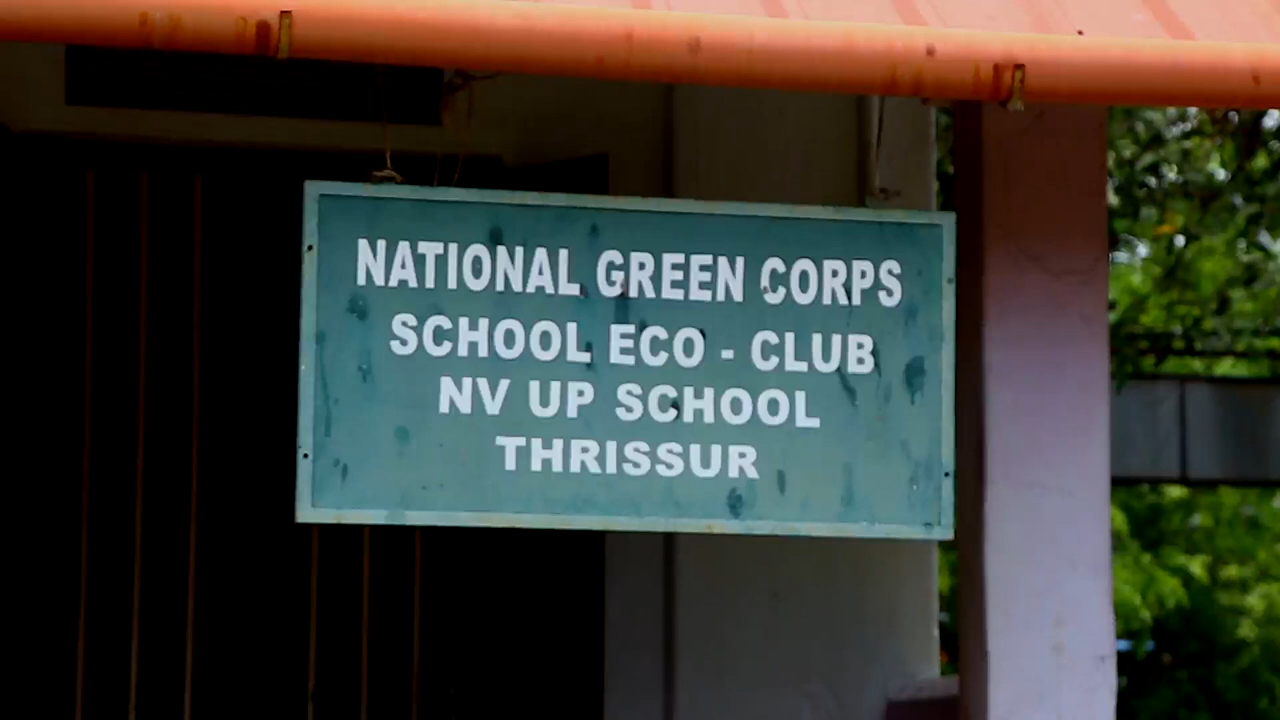 NATIONAL GREEN CORPS
SCHOOL ECO - CLUB
NV UP SCHOOL
THRISSUR